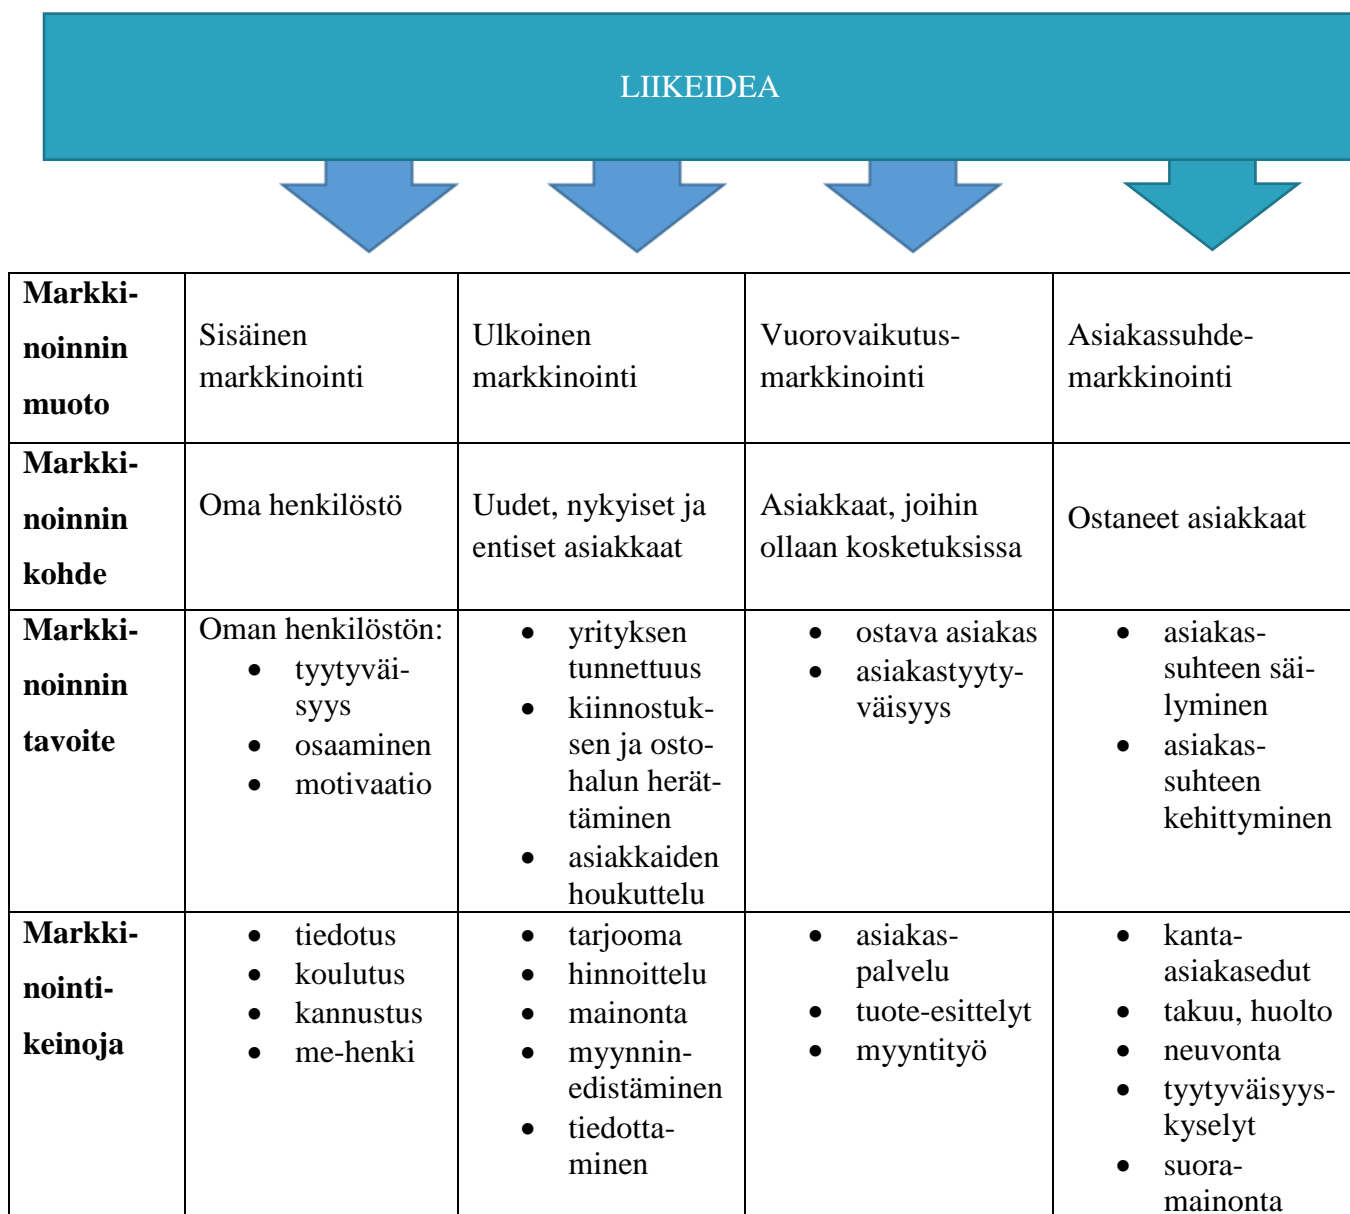 LIIKEIDEA
Markki-
noinnin
muoto
Sisäinen
markkinointi
Ulkoinen
markkinointi
Vuorovaikutus-
markkinointi
Asiakassuhde-
markkinointi
Markki-
noinnin
kohde
Oma henkilöstö
Uudet, nykyiset ja
entiset asiakkaat
Asiakkaat, joihin
ollaan kosketuksissa
Ostaneet asiakkaat
Markki-
noinnin
tavoite
Oman henkilöstön:
• tyytyväi-
syys
• osaaminen
• motivaatio
• yrityksen
tunnettuus
• kiinnostuk-
sen ja osto-
halun herät-
täminen
• asiakkaiden
houkuttelu
• ostava asiakas
• asiakastyyty-
väisyys
• asiakas-
suhteen säi-
lyminen
• asiakas-
suhteen
kehittyminen
Markki-
nointi-
keinoja
• tiedotus
• koulutus
• kannustus
• me-henki
• tarjooma
• hinnoittelu
• mainonta
• myynnin-
edistäminen
• tiedotta-
minen
• asiakas-
palvelu
• tuote-esittelyt
• myyntityö
• kanta-
asiakasedut
• takuu, huolto
• neuvonta
• tyytyväisyys-
kyselyt
• suora-
mainonta